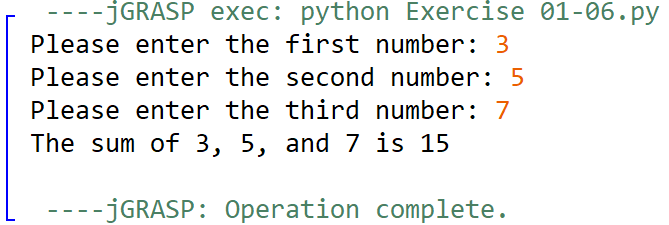 ----jGRASP exec: python Exercise 01-06.py
Please enter the first number: 3
Please enter the second number: 5
Please enter the third number: 7
The sum of 3, 5, and 7 is 15
----jGRASP: Operation complete.